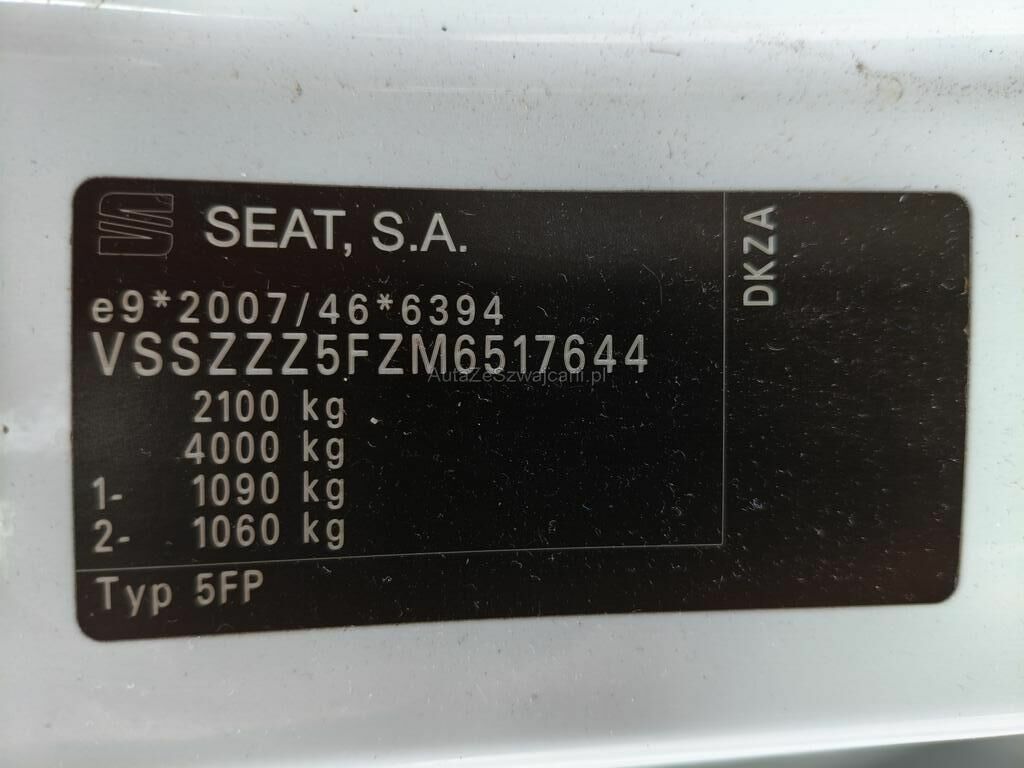 SEAT, S.A.
e9*2007/46*6394
VSSZZZ5FZM6517644
AutaZeSzwajcarii.pl
2100 kg
4000 kg
1- 1090 kg
2- 1060 kg
Typ 5FP
DKZA